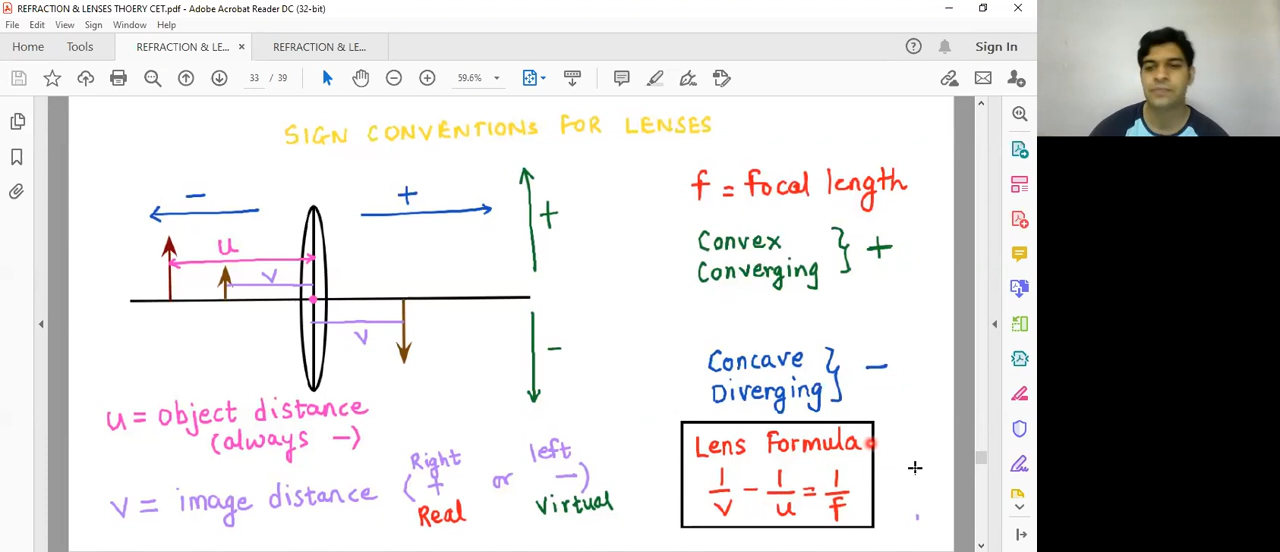 REFRACTION & LENSES THOERY CET.pdf - Adobe Acrobat Reader DC (32-bit)
File Edit View Sign Window Help
Home Tools REFRACTION & LE... × REFRACTION & LE... Sign In
33 / 39 59.6%
SIGN CONVENTIONS FOR LENSES
− +
f = focal length
u
+
Convex
Converging } +
v
v
−
Concave
Diverging } −
u = object distance
(always −)
Lens Formula
1/v − 1/u = 1/f
Right left
v = image distance ( + or − )
Real Virtual